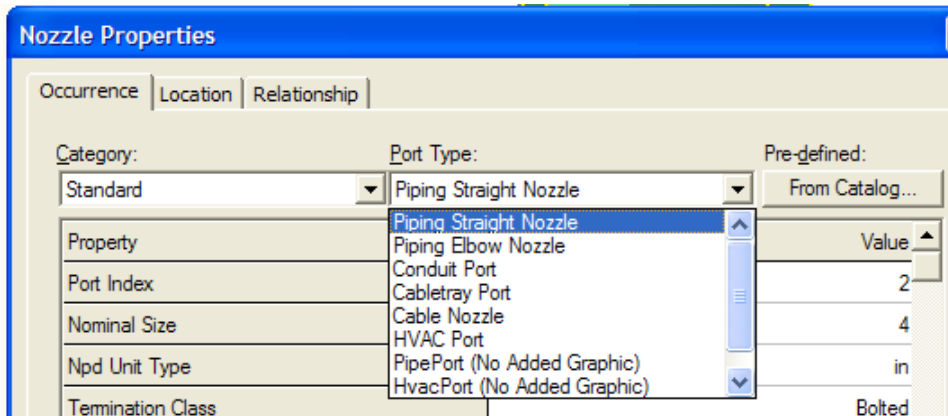 Nozzle Properties
Occurrence Location Relationship
Category: Port Type: Pre-defined:
Standard Piping Straight Nozzle From Catalog...
Piping Straight Nozzle
Property Value
Piping Elbow Nozzle
Conduit Port
Port Index 2
Cabletray Port
Cable Nozzle
Nominal Size 4
HVAC Port
PipePort (No Added Graphic)
Npd Unit Type in
HvacPort (No Added Graphic)
Termination Class Bolted